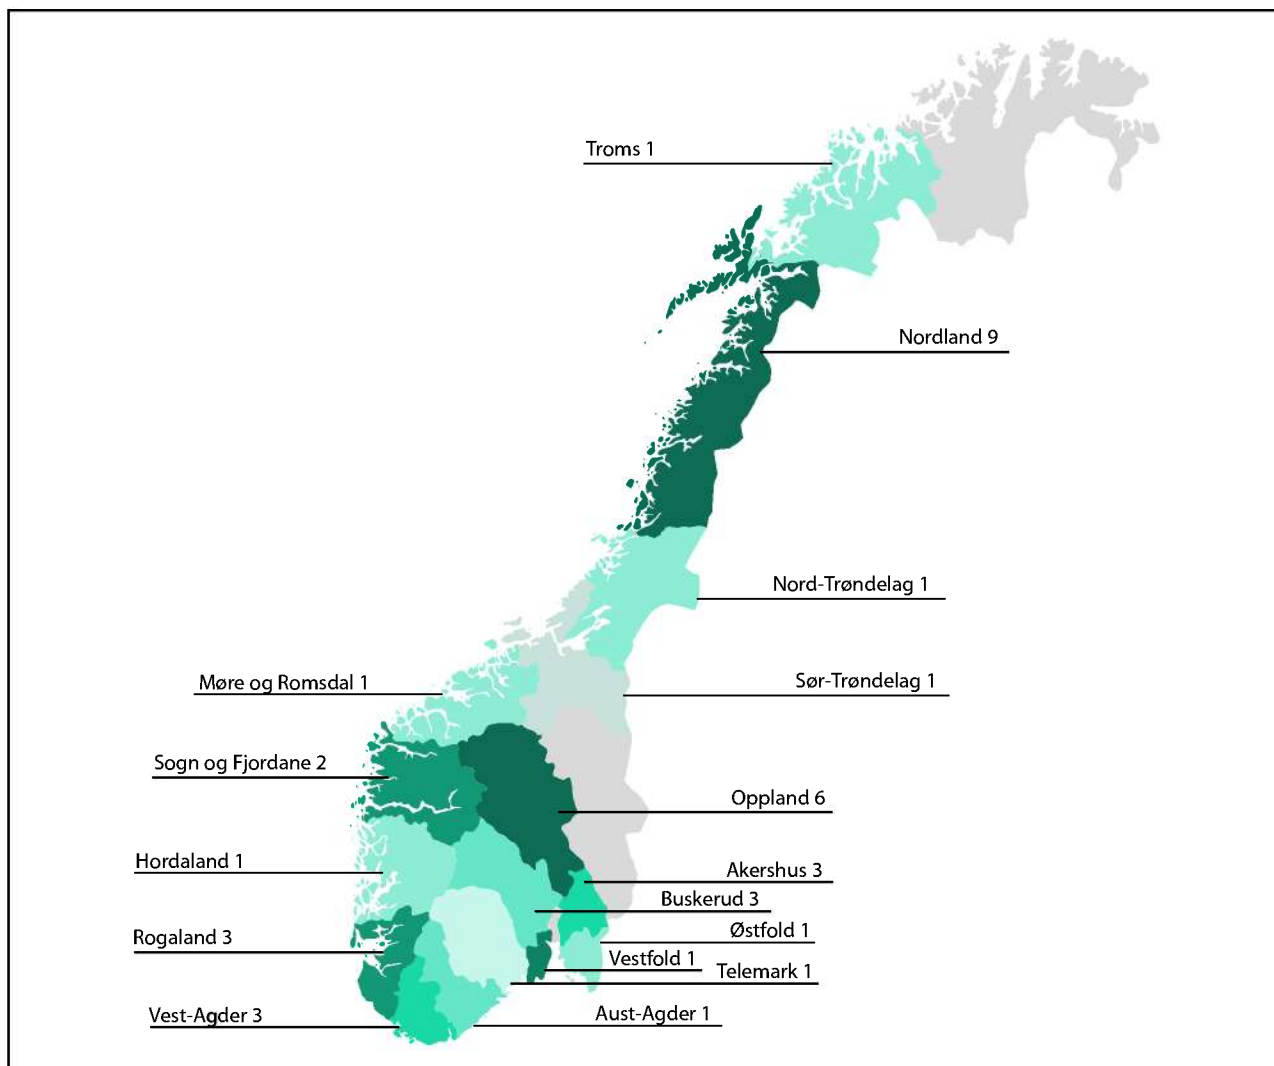 Troms 1
Nordland 9
Nord-Trøndelag 1
Møre og Romsdal 1
Sør-Trøndelag 1
Sogn og Fjordane 2
Oppland 6
Hordaland 1
Akershus 3
Buskerud 3
Rogaland 3
Østfold 1
Vestfold 1
Telemark 1
Vest-Agder 3
Aust-Agder 1